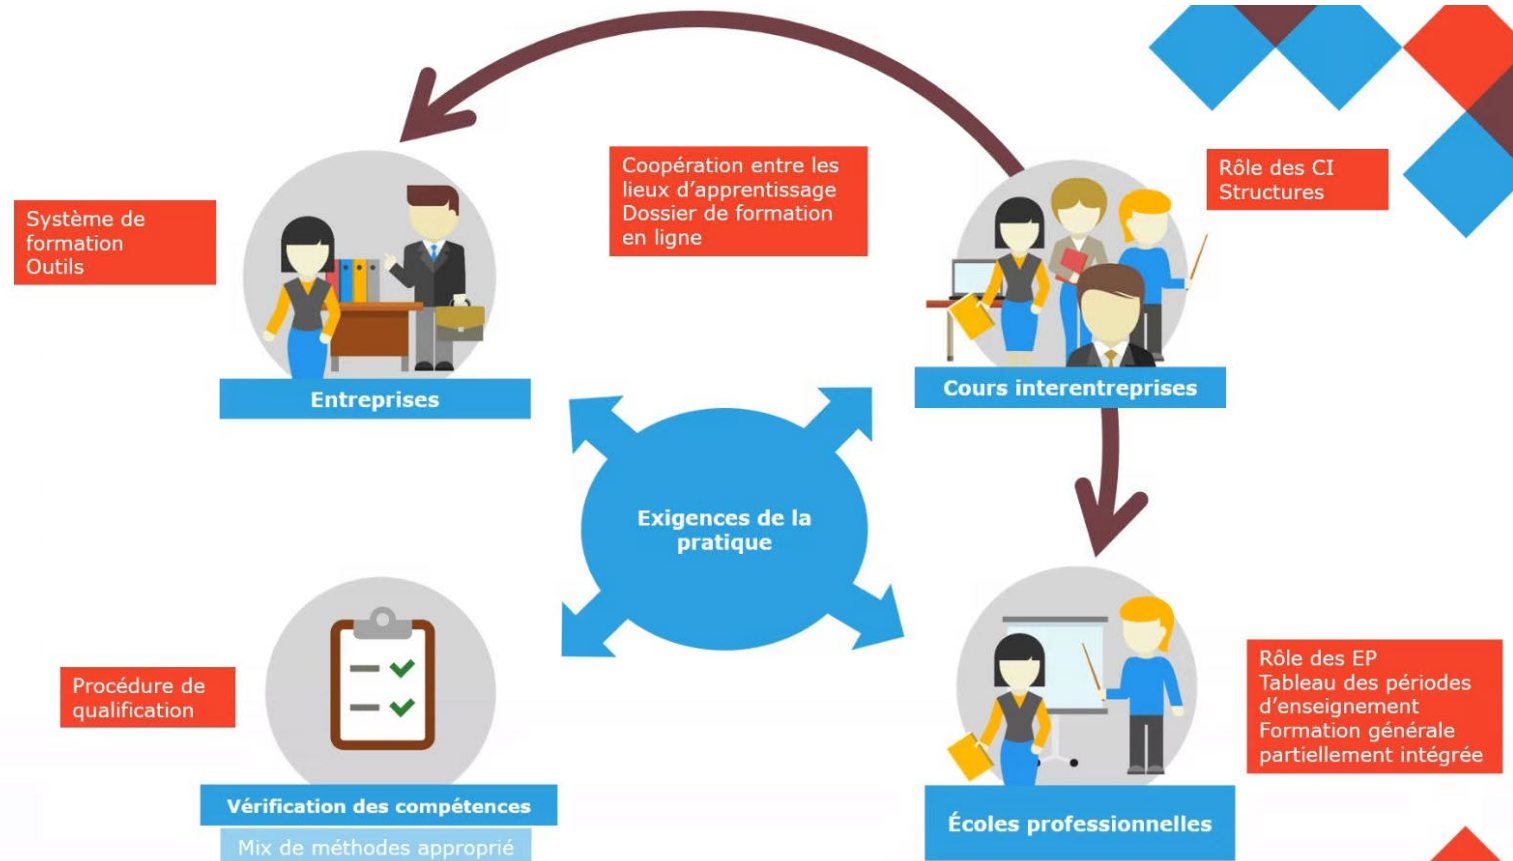 Coopération entre les
lieux d’apprentissage
Dossier de formation
en ligne
Rôle des CI
Structures
Système de
formation
Outils
Entreprises
Cours interentreprises
Exigences de la
pratique
Procédure de
qualification
Rôle des EP
Tableau des périodes
d’enseignement
Formation générale
partiellement intégrée
Vérification des compétences
Mix de méthodes approprié
Écoles professionnelles